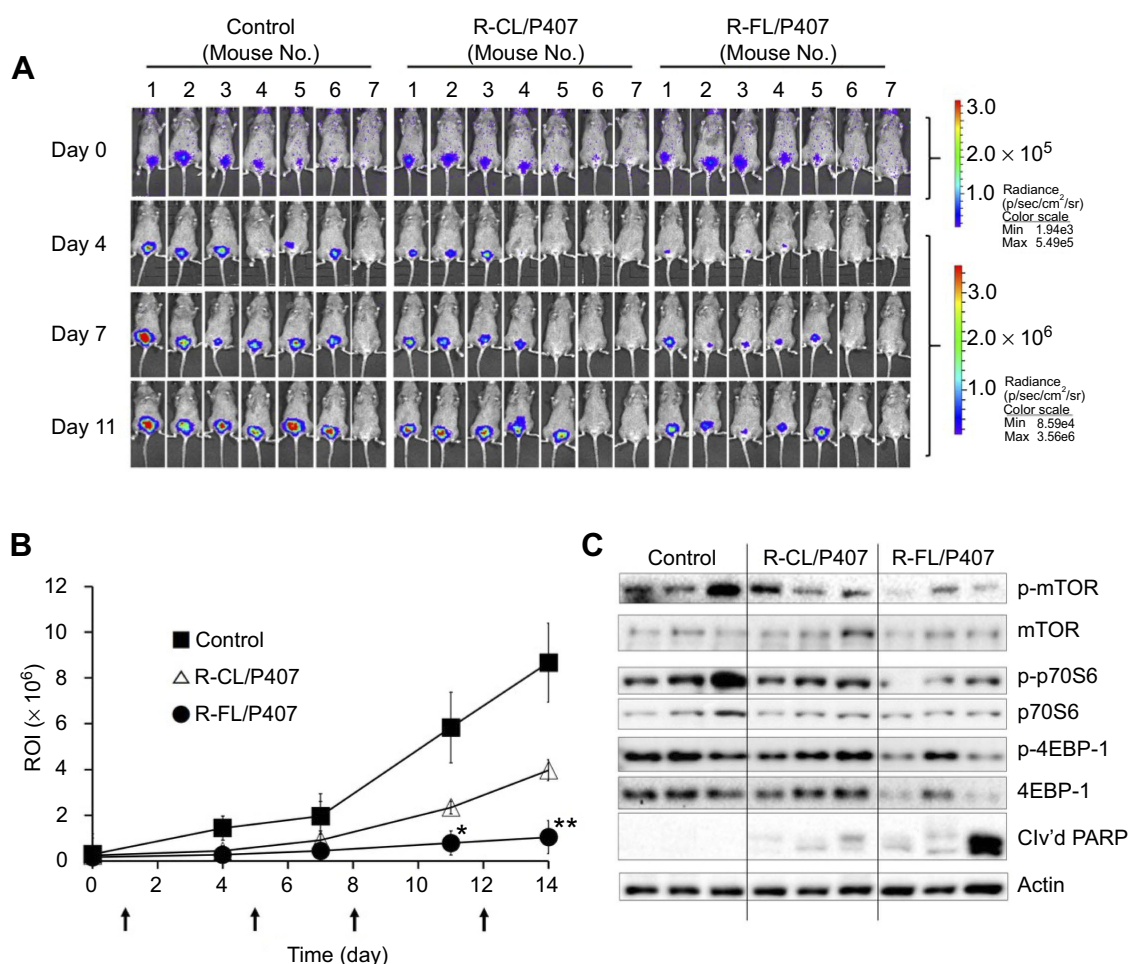 Control
(Mouse No.)
R-CL/P407
(Mouse No.)
R-FL/P407
(Mouse No.)
A
1 2 3 4 5 6 7
1 2 3 4 5 6 7
1 2 3 4 5 6 7
Day 0
Day 4
Day 7
Day 11
3.0
2.0 × 10⁵
1.0
Radiance
(p/sec/cm²/sr)
Color scale
Min 1.94e3
Max 5.49e5
3.0
2.0 × 10⁶
1.0
Radiance
(p/sec/cm²/sr)
Color scale
Min 8.59e4
Max 3.56e6
B
ROI (× 10⁶)
12
10
8
6
4
2
0
Control
R-CL/P407
R-FL/P407
*
**
0 2 4 6 8 10 12 14
Time (day)
C
Control R-CL/P407 R-FL/P407
p-mTOR
mTOR
p-p70S6
p70S6
p-4EBP-1
4EBP-1
Clv'd PARP
Actin